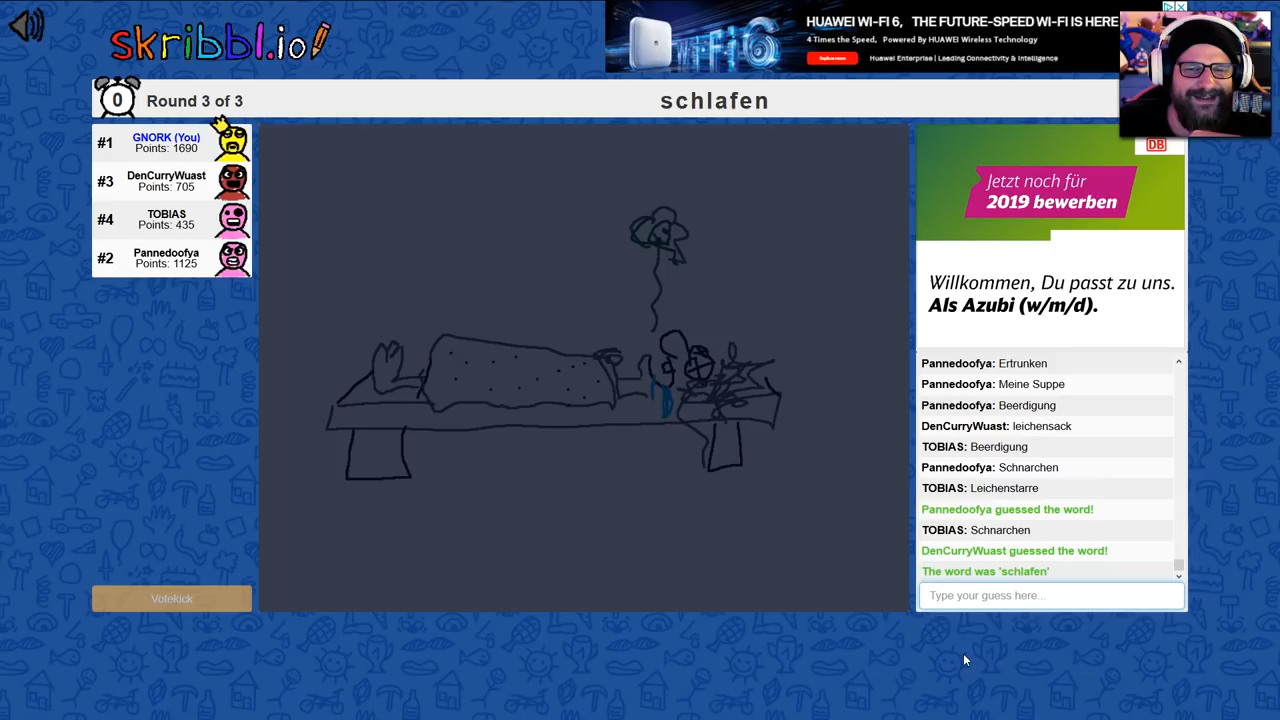 skribbl.io
HUAWEI WI-FI 6, THE FUTURE-SPEED WI-FI IS HERE
4 Times the Speed, Powered By HUAWEI Wireless Technology
Huawei Enterprise | Leading Connectivity & Intelligence
0
Round 3 of 3
schlafen
#1
GNORK (You)
Points: 1690
#3
DenCurryWuast
Points: 705
#4
TOBIAS
Points: 435
#2
Pannedoofya
Points: 1125
Votekick
DB
Jetzt noch für
2019 bewerben
Willkommen, Du passt zu uns.
Als Azubi (w/m/d).
Pannedoofya: Ertrunken
Pannedoofya: Meine Suppe
Pannedoofya: Beerdigung
DenCurryWuast: leichensack
TOBIAS: Beerdigung
Pannedoofya: Schnarchen
TOBIAS: Leichenstarre
Pannedoofya guessed the word!
TOBIAS: Schnarchen
DenCurryWuast guessed the word!
The word was 'schlafen'
Type your guess here...